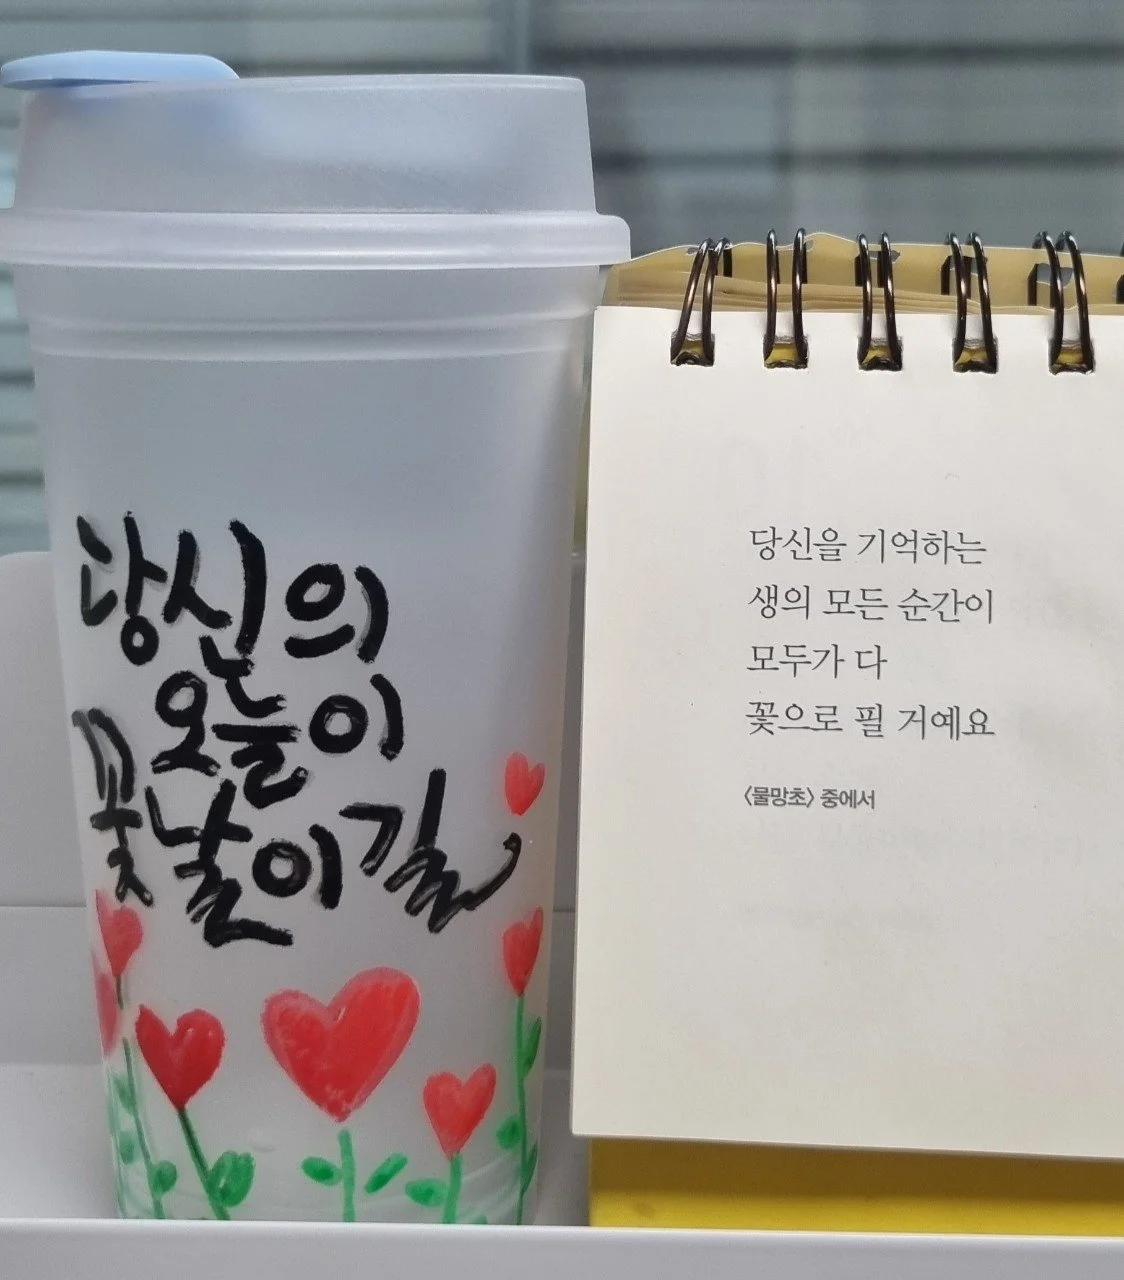 당신의
오늘이
꽃날이길
당신을 기억하는
생의 모든 순간이
모두가 다
꽃으로 필 거예요
<물망초> 중에서